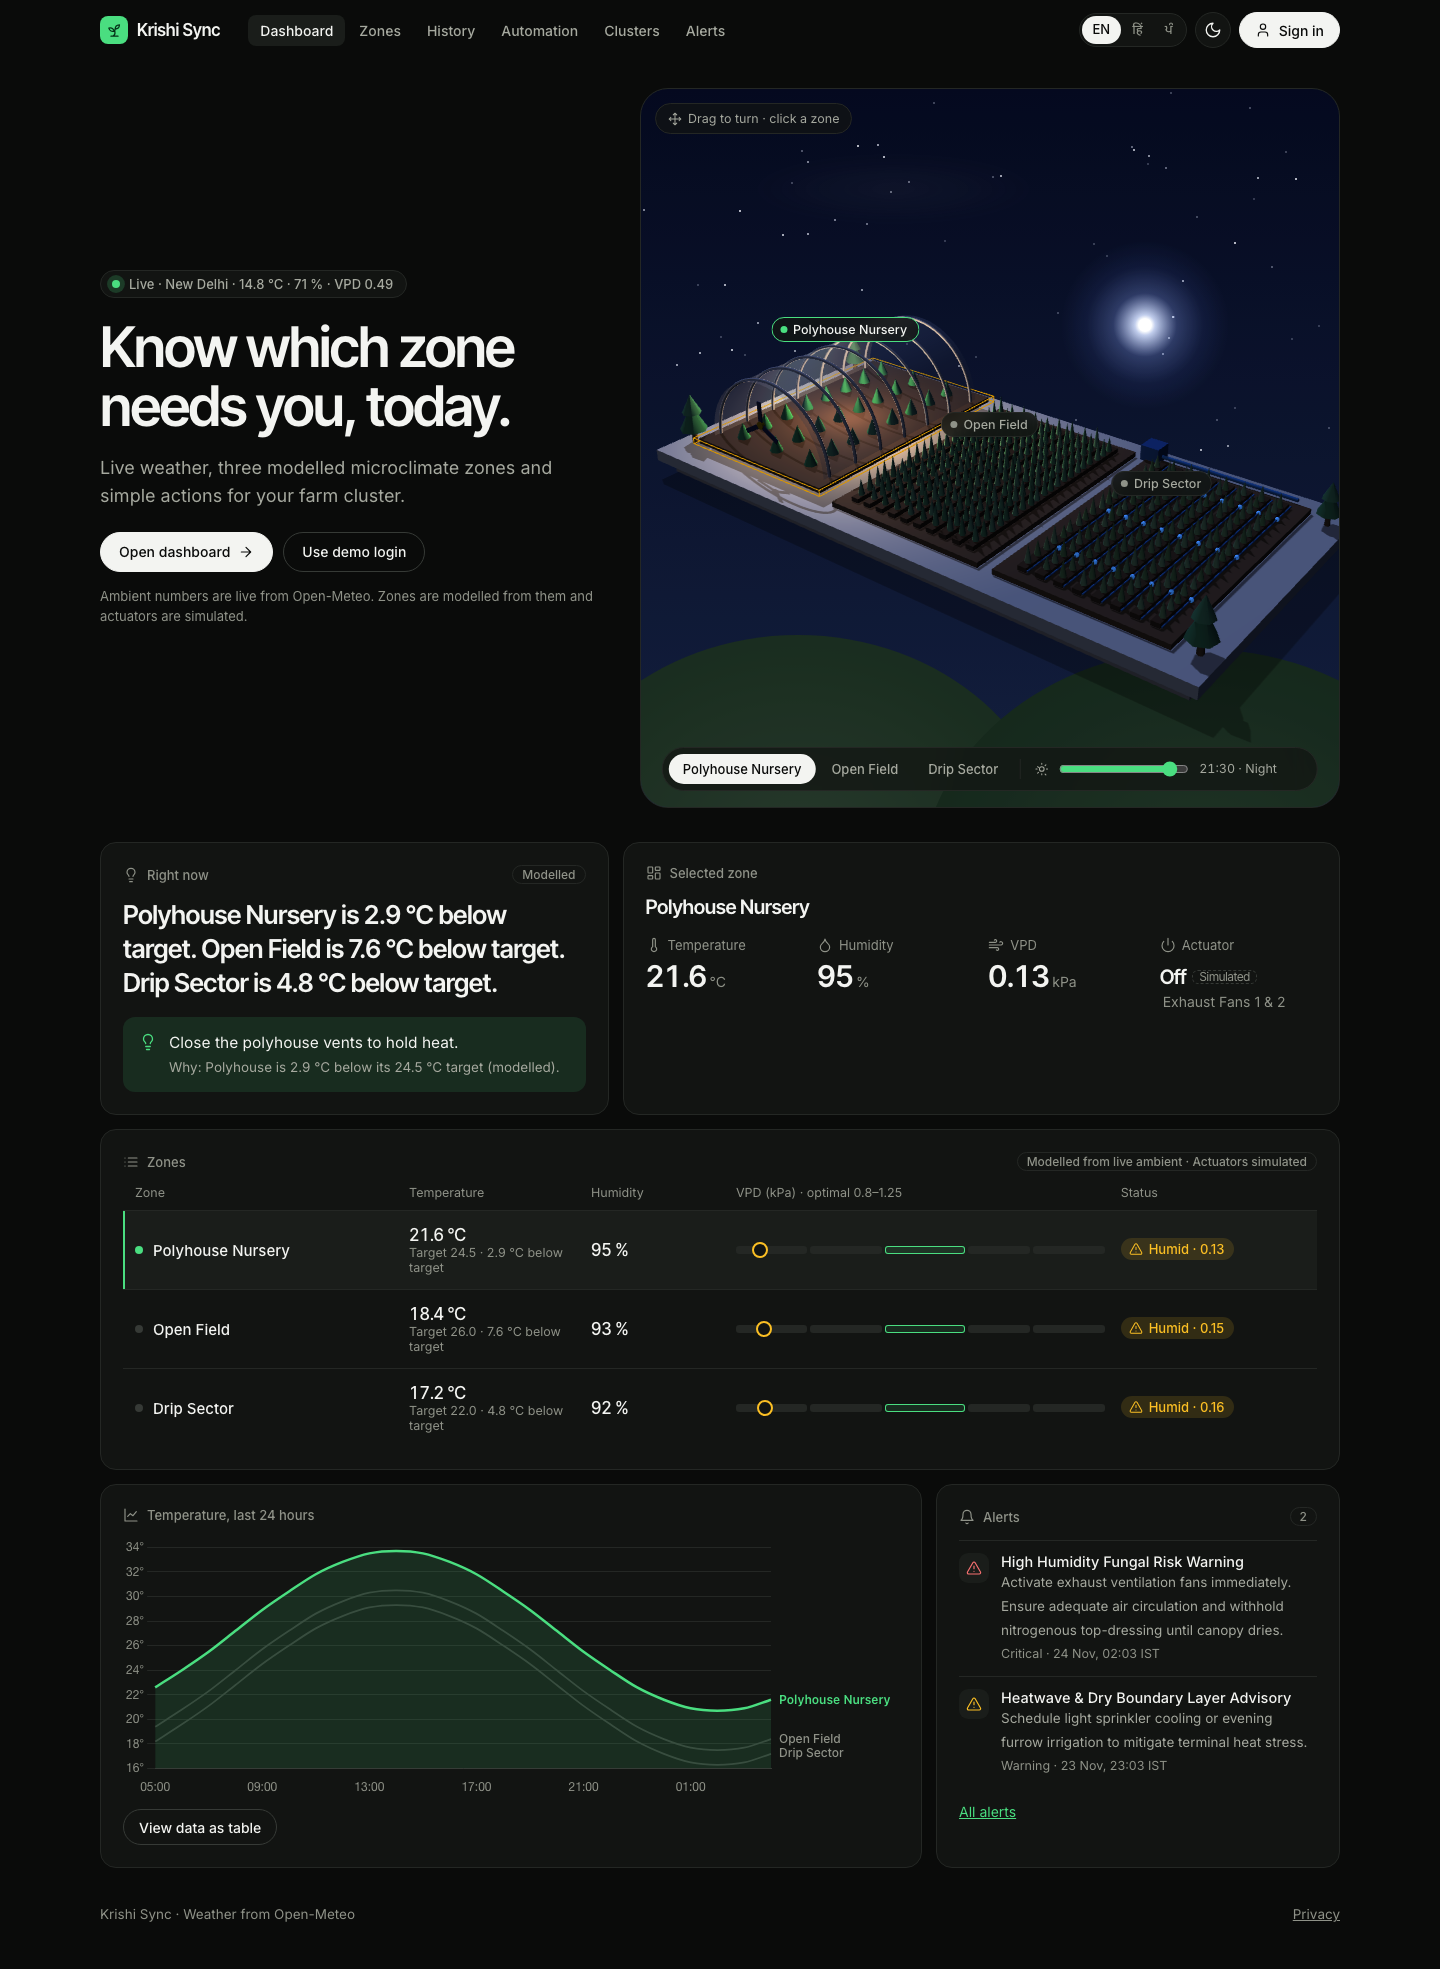 Krishi Sync
Dashboard
Zones
History
Automation
Clusters
Alerts
EN
हिं
ਪੰ
Sign in
Drag to turn · click a zone
Live · New Delhi · 14.8 °C · 71 % · VPD 0.49
Know which zone
needs you, today.
Live weather, three modelled microclimate zones and
simple actions for your farm cluster.
Open dashboard
Use demo login
Ambient numbers are live from Open-Meteo. Zones are modelled from them and
actuators are simulated.
Polyhouse Nursery
Open Field
Drip Sector
Polyhouse Nursery
Open Field
Drip Sector
21:30 · Night
Right now
Modelled
Polyhouse Nursery is 2.9 °C below
target. Open Field is 7.6 °C below target.
Drip Sector is 4.8 °C below target.
Close the polyhouse vents to hold heat.
Why: Polyhouse is 2.9 °C below its 24.5 °C target (modelled).
Selected zone
Polyhouse Nursery
Temperature
21.6 °C
Humidity
95 %
VPD
0.13 kPa
Actuator
Off Simulated
Exhaust Fans 1 & 2
Zones
Modelled from live ambient · Actuators simulated
Zone
Temperature
Humidity
VPD (kPa) · optimal 0.8–1.25
Status
Polyhouse Nursery
21.6 °C
Target 24.5 · 2.9 °C below
target
95 %
Humid · 0.13
Open Field
18.4 °C
Target 26.0 · 7.6 °C below
target
93 %
Humid · 0.15
Drip Sector
17.2 °C
Target 22.0 · 4.8 °C below
target
92 %
Humid · 0.16
Temperature, last 24 hours
34°
32°
30°
28°
26°
24°
22°
20°
18°
16°
05:00
09:00
13:00
17:00
21:00
01:00
Polyhouse Nursery
Open Field
Drip Sector
View data as table
Alerts
2
High Humidity Fungal Risk Warning
Activate exhaust ventilation fans immediately.
Ensure adequate air circulation and withhold
nitrogenous top-dressing until canopy dries.
Critical · 24 Nov, 02:03 IST
Heatwave & Dry Boundary Layer Advisory
Schedule light sprinkler cooling or evening
furrow irrigation to mitigate terminal heat stress.
Warning · 23 Nov, 23:03 IST
All alerts
Krishi Sync · Weather from Open-Meteo
Privacy